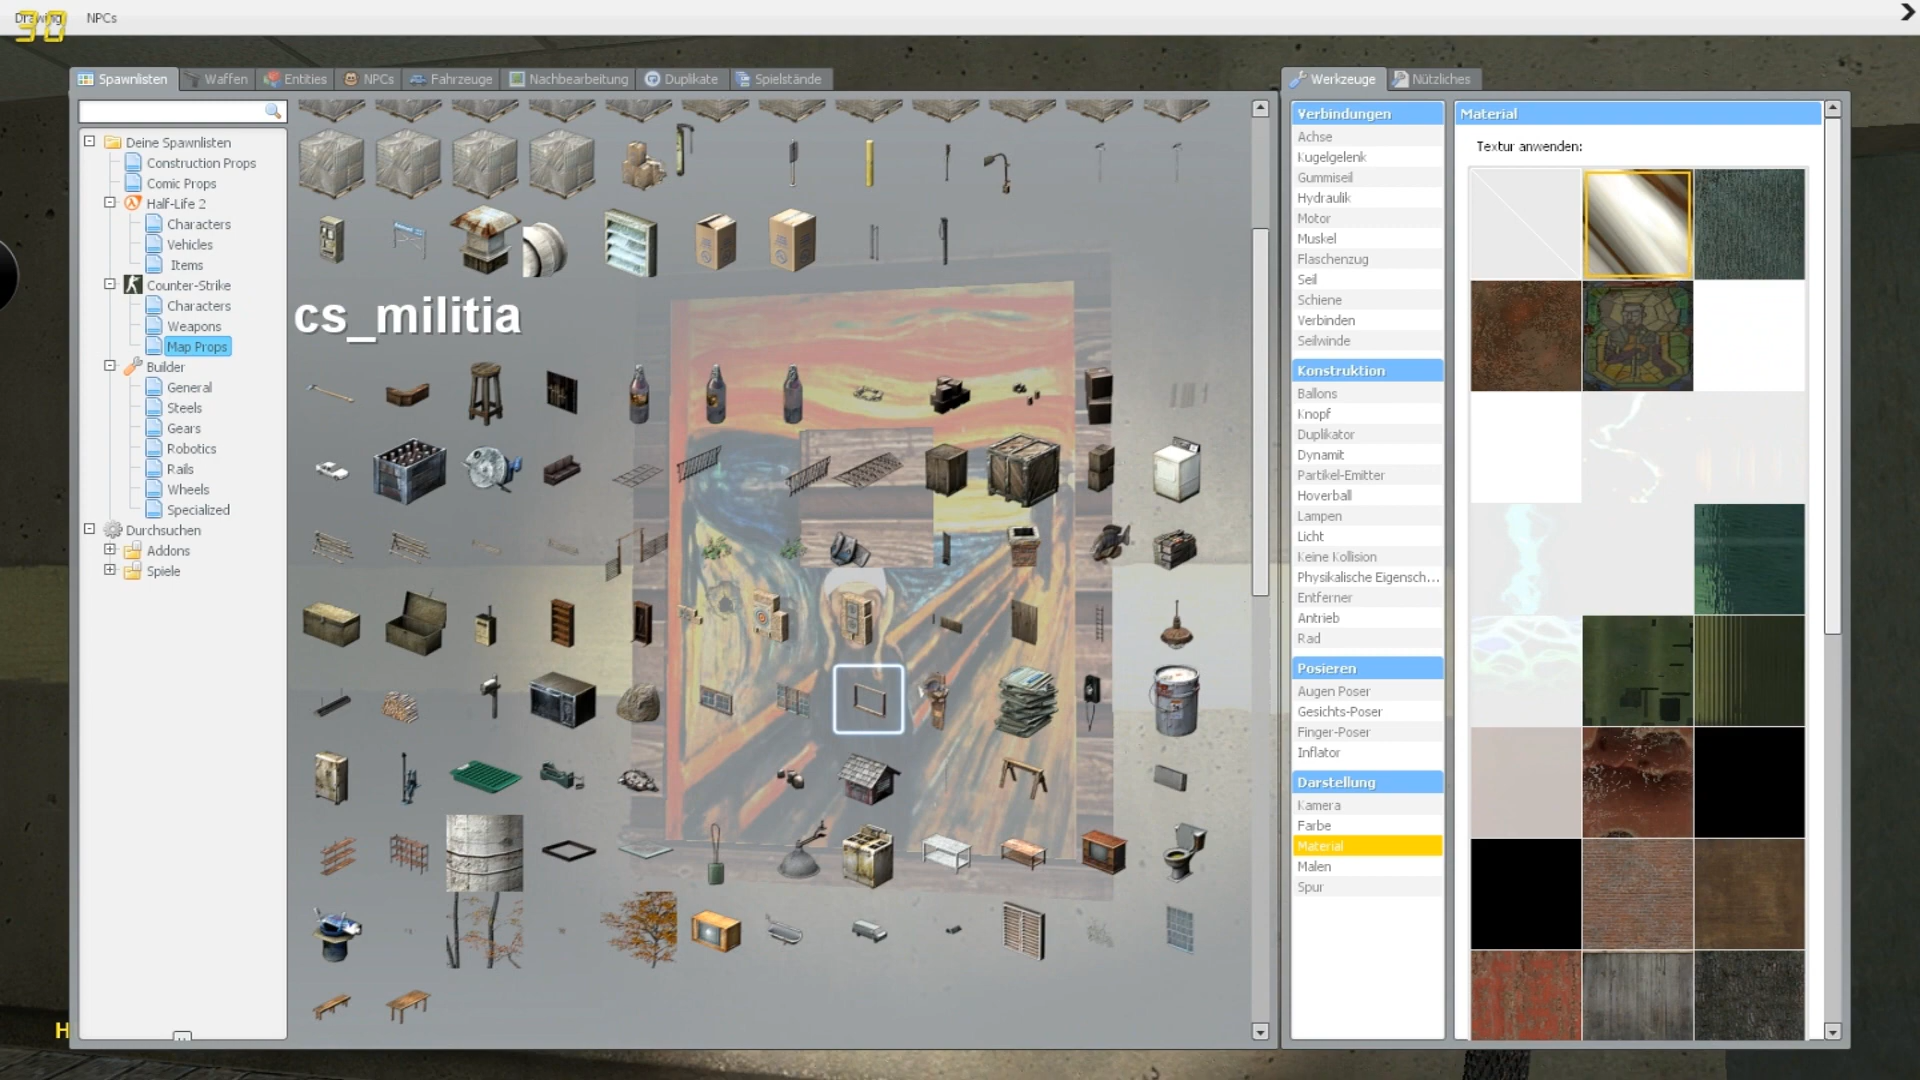 Drawing
NPCs
30
Spawnlisten
Waffen
Entities
NPCs
Fahrzeuge
Nachbearbeitung
Duplikate
Spielstände
Werkzeuge
Nützliches
Deine Spawnlisten
Construction Props
Comic Props
Half-Life 2
Characters
Vehicles
Items
Counter-Strike
Characters
Weapons
Map Props
Builder
General
Steels
Gears
Robotics
Rails
Wheels
Specialized
Durchsuchen
Addons
Spiele
cs_militia
Verbindungen
Achse
Kugelgelenk
Gummiseil
Hydraulik
Motor
Muskel
Flaschenzug
Seil
Schiene
Verbinden
Seilwinde
Konstruktion
Ballons
Knopf
Duplikator
Dynamit
Partikel-Emitter
Hoverball
Lampen
Licht
Keine Kollision
Physikalische Eigensch...
Entferner
Antrieb
Rad
Posieren
Augen Poser
Gesichts-Poser
Finger-Poser
Inflator
Darstellung
Kamera
Farbe
Material
Malen
Spur
Material
Textur anwenden:
H